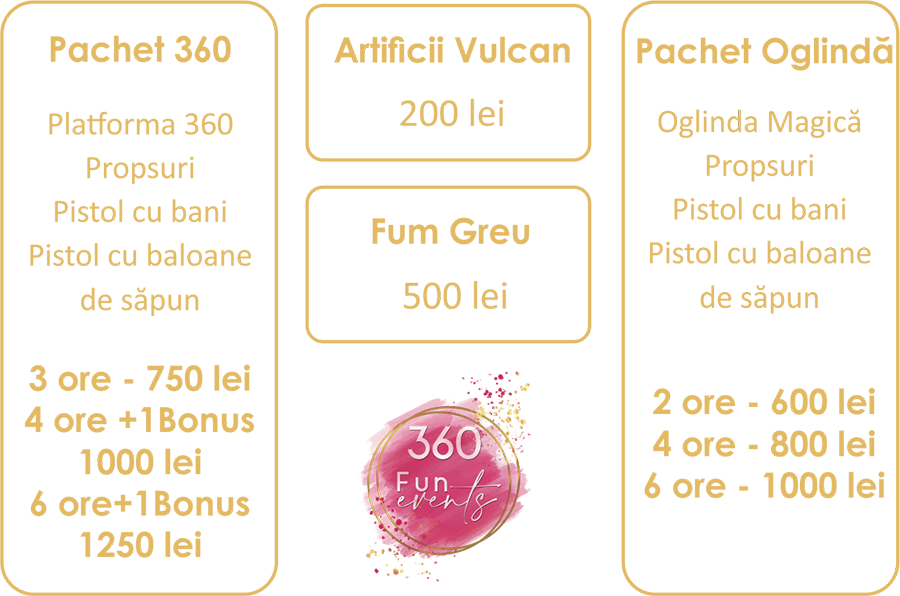 Pachet 360
Platforma 360
Propsuri
Pistol cu bani
Pistol cu baloane
de săpun
3 ore - 750 lei
4 ore +1Bonus
1000 lei
6 ore+1Bonus
1250 lei
Artificii Vulcan
200 lei
Fum Greu
500 lei
360
Fun
events
Pachet Oglindă
Oglinda Magică
Propsuri
Pistol cu bani
Pistol cu baloane
de săpun
2 ore - 600 lei
4 ore - 800 lei
6 ore - 1000 lei